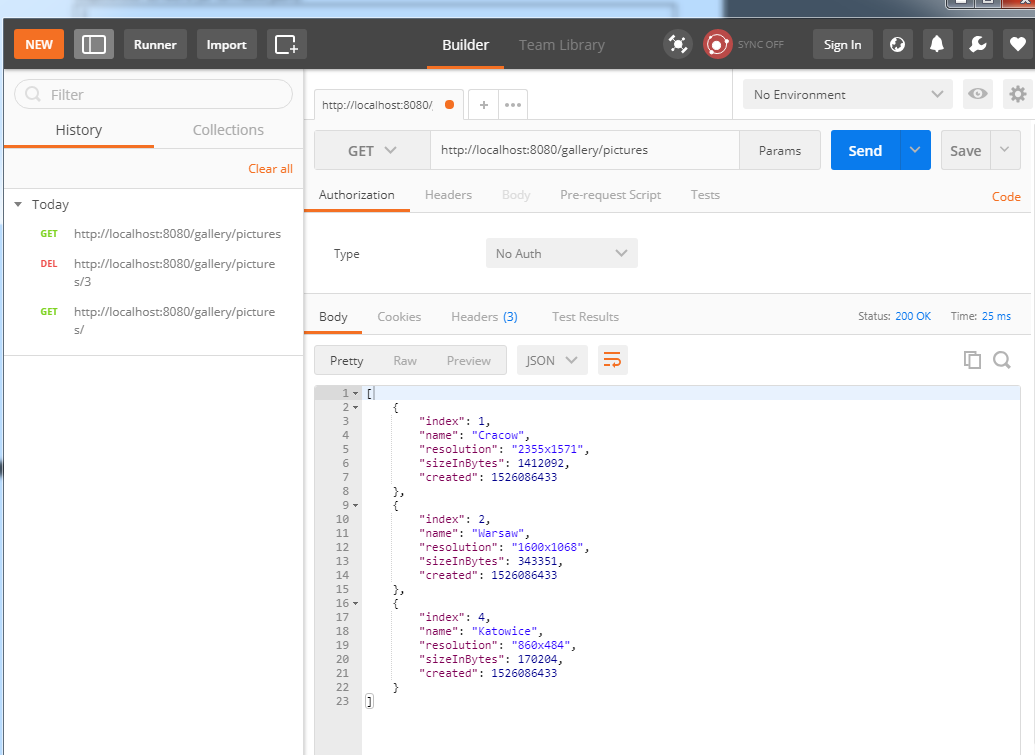 NEW
Runner
Import
Builder
Team Library
SYNC OFF
Sign In
Filter
History
Collections
Clear all
Today
GET http://localhost:8080/gallery/pictures
DEL http://localhost:8080/gallery/picture
s/3
GET http://localhost:8080/gallery/picture
s/
http://localhost:8080/
No Environment
GET
http://localhost:8080/gallery/pictures
Params
Send
Save
Authorization
Headers
Body
Pre-request Script
Tests
Code
Type
No Auth
Body
Cookies
Headers (3)
Test Results
Status: 200 OK
Time: 25 ms
Pretty
Raw
Preview
JSON
1 [
2 {
3 "index": 1,
4 "name": "Cracow",
5 "resolution": "2355x1571",
6 "sizeInBytes": 1412092,
7 "created": 1526086433
8 },
9 {
10 "index": 2,
11 "name": "Warsaw",
12 "resolution": "1600x1068",
13 "sizeInBytes": 343351,
14 "created": 1526086433
15 },
16 {
17 "index": 4,
18 "name": "Katowice",
19 "resolution": "860x484",
20 "sizeInBytes": 170204,
21 "created": 1526086433
22 }
23 ]